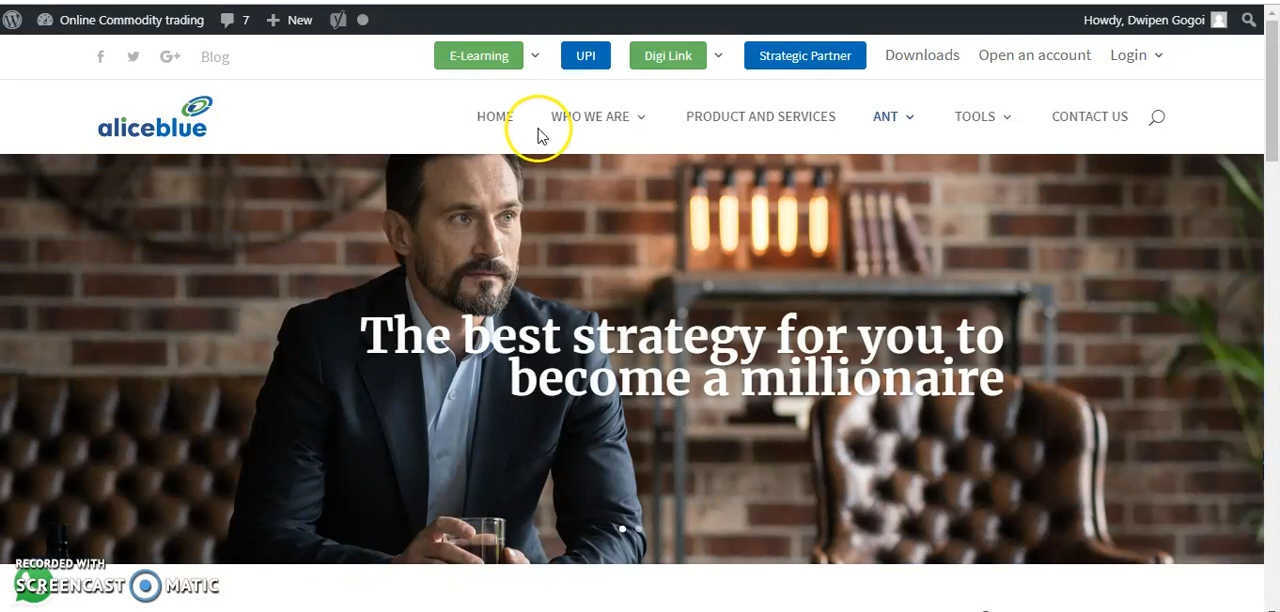 Online Commodity trading 7 New Howdy, Dwipen Gogoi
G+ Blog E-Learning UPI Digi Link Strategic Partner Downloads Open an account Login
aliceblue HOME WHO WE ARE PRODUCT AND SERVICES ANT TOOLS CONTACT US
The best strategy for you to
become a millionaire
RECORDED WITH
SCREENCAST MATIC